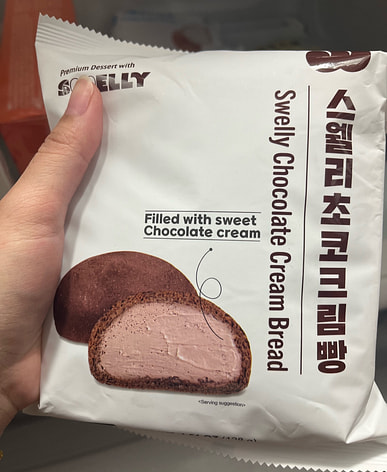 Premium Dessert with
SWELLY
스웰리초코크림빵
Swelly Chocolate Cream Bread
Filled with sweet
Chocolate cream
<Serving suggestion>